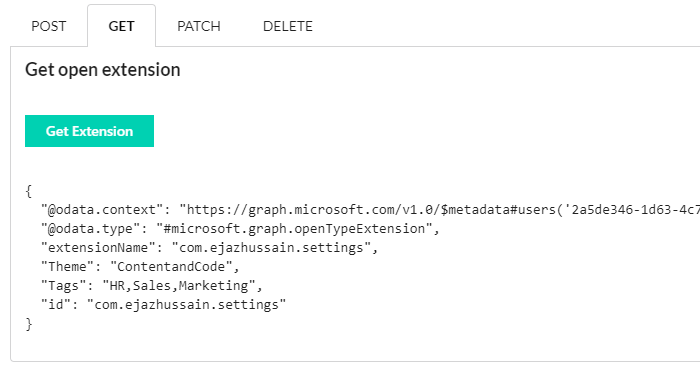 POST GET PATCH DELETE
Get open extension
Get Extension
{
"@odata.context": "https://graph.microsoft.com/v1.0/$metadata#users('2a5de346-1d63-4c7
"@odata.type": "#microsoft.graph.openTypeExtension",
"extensionName": "com.ejazhussain.settings",
"Theme": "ContentandCode",
"Tags": "HR,Sales,Marketing",
"id": "com.ejazhussain.settings"
}